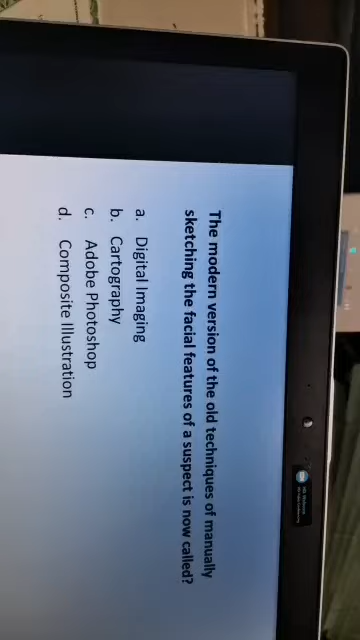 The modern version of the old techniques of manually
sketching the facial features of a suspect is now called?
a. Digital Imaging
b. Cartography
c. Adobe Photoshop
d. Composite Illustration